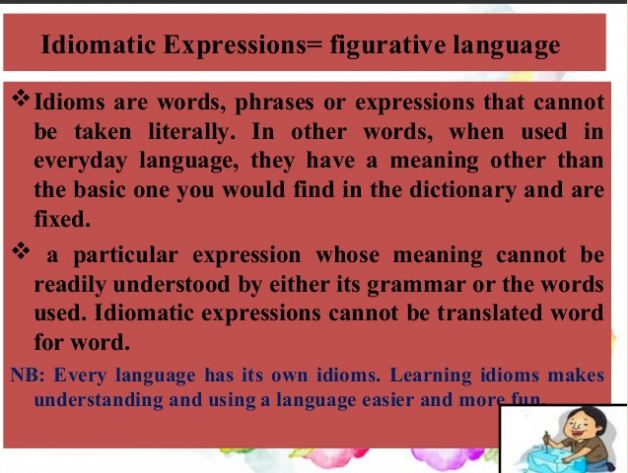 Idiomatic Expressions= figurative language
❖Idioms are words, phrases or expressions that cannot
be taken literally. In other words, when used in
everyday language, they have a meaning other than
the basic one you would find in the dictionary and are
fixed.
❖ a particular expression whose meaning cannot be
readily understood by either its grammar or the words
used. Idiomatic expressions cannot be translated word
for word.
NB: Every language has its own idioms. Learning idioms makes
understanding and using a language easier and more fun.